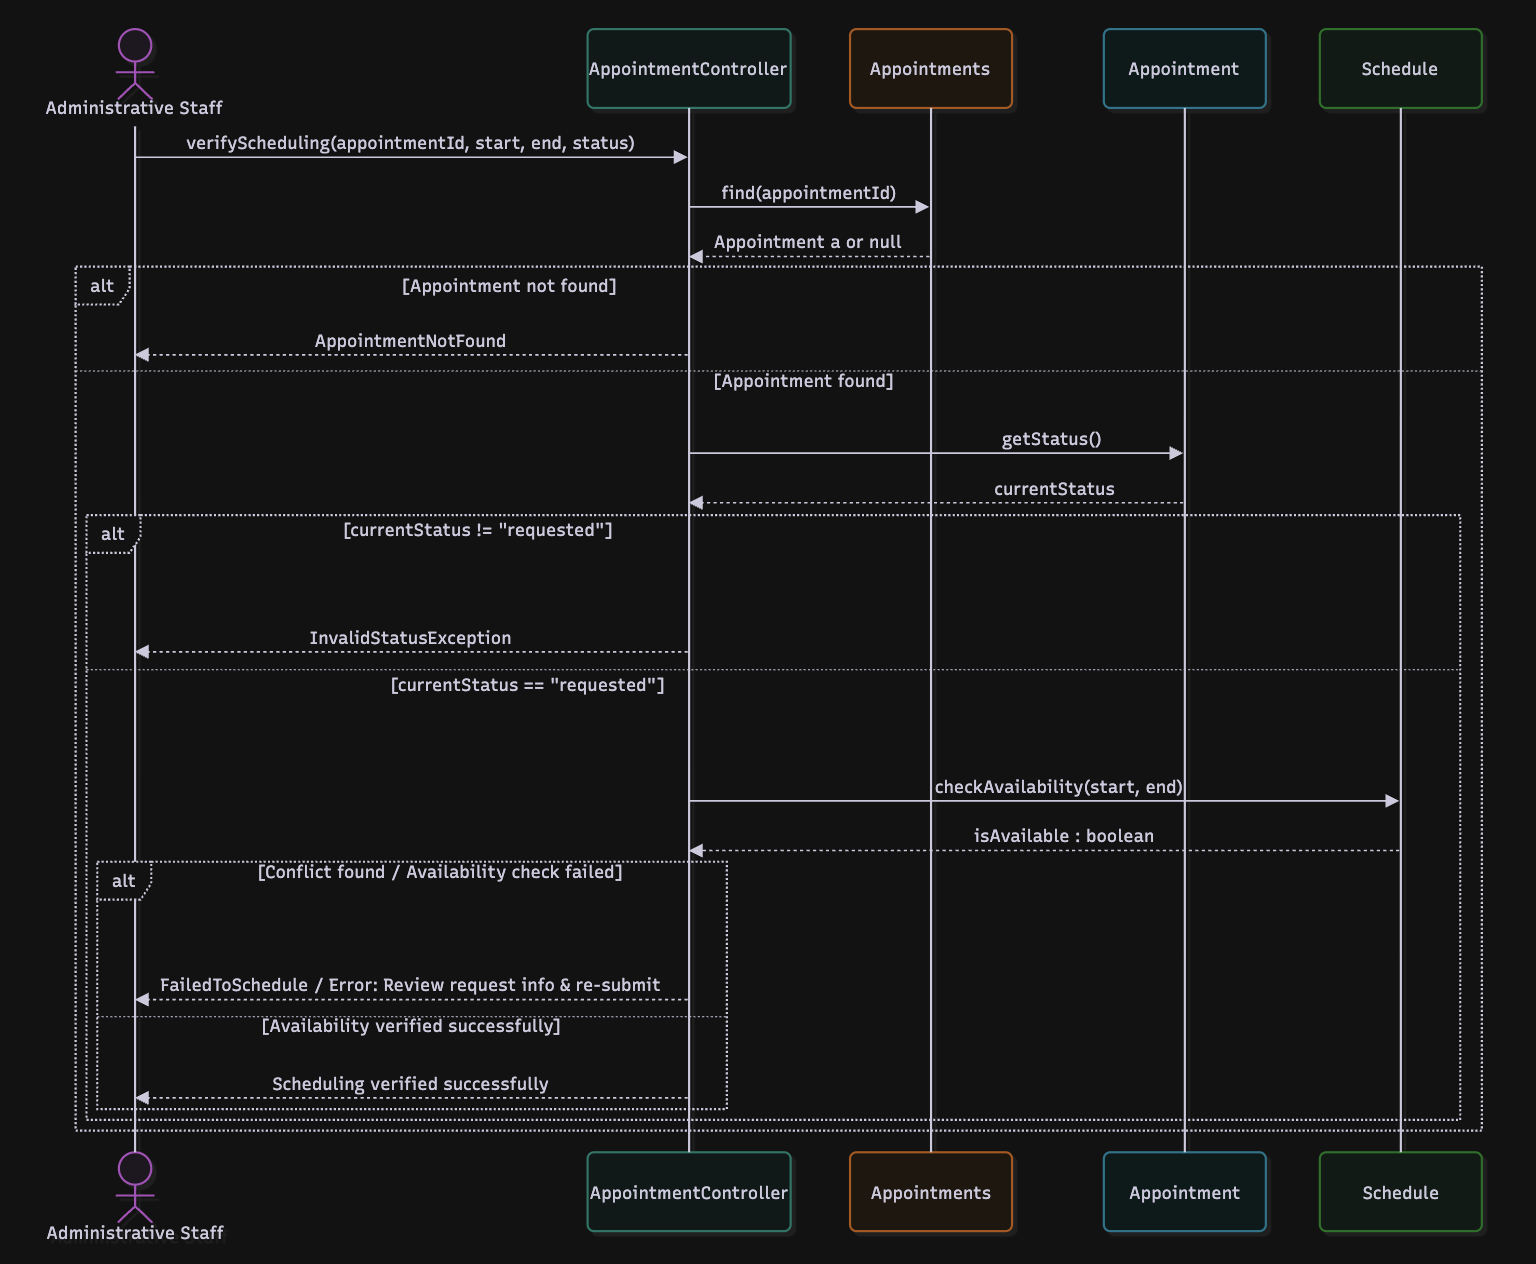 Administrative Staff
AppointmentController
Appointments
Appointment
Schedule
verifyScheduling(appointmentId, start, end, status)
find(appointmentId)
Appointment a or null
alt
[Appointment not found]
AppointmentNotFound
[Appointment found]
getStatus()
currentStatus
alt
[currentStatus != "requested"]
InvalidStatusException
[currentStatus == "requested"]
checkAvailability(start, end)
isAvailable : boolean
alt
[Conflict found / Availability check failed]
FailedToSchedule / Error: Review request info & re-submit
[Availability verified successfully]
Scheduling verified successfully
Administrative Staff
AppointmentController
Appointments
Appointment
Schedule